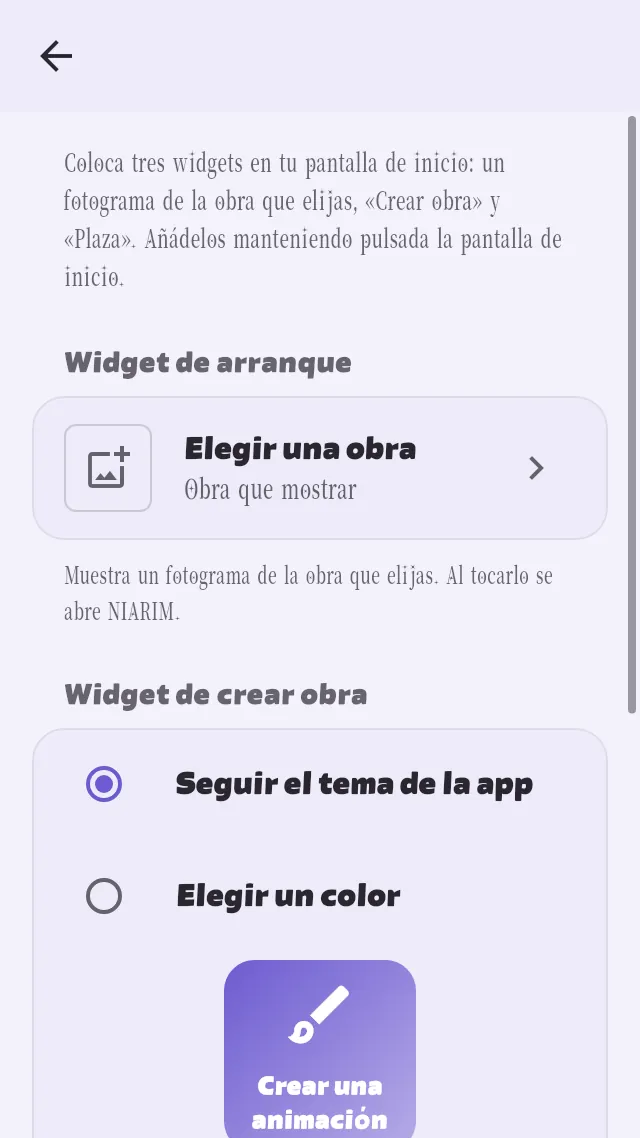 Coloca tres widgets en tu pantalla de inicio: un
fotograma de la obra que elijas, «Crear obra» y
«Plaza». Añádelos manteniendo pulsada la pantalla de
inicio.
Widget de arranque
Elegir una obra
Obra que mostrar
Muestra un fotograma de la obra que elijas. Al tocarlo se
abre NIARIM.
Widget de crear obra
Seguir el tema de la app
Elegir un color
Crear una
animación